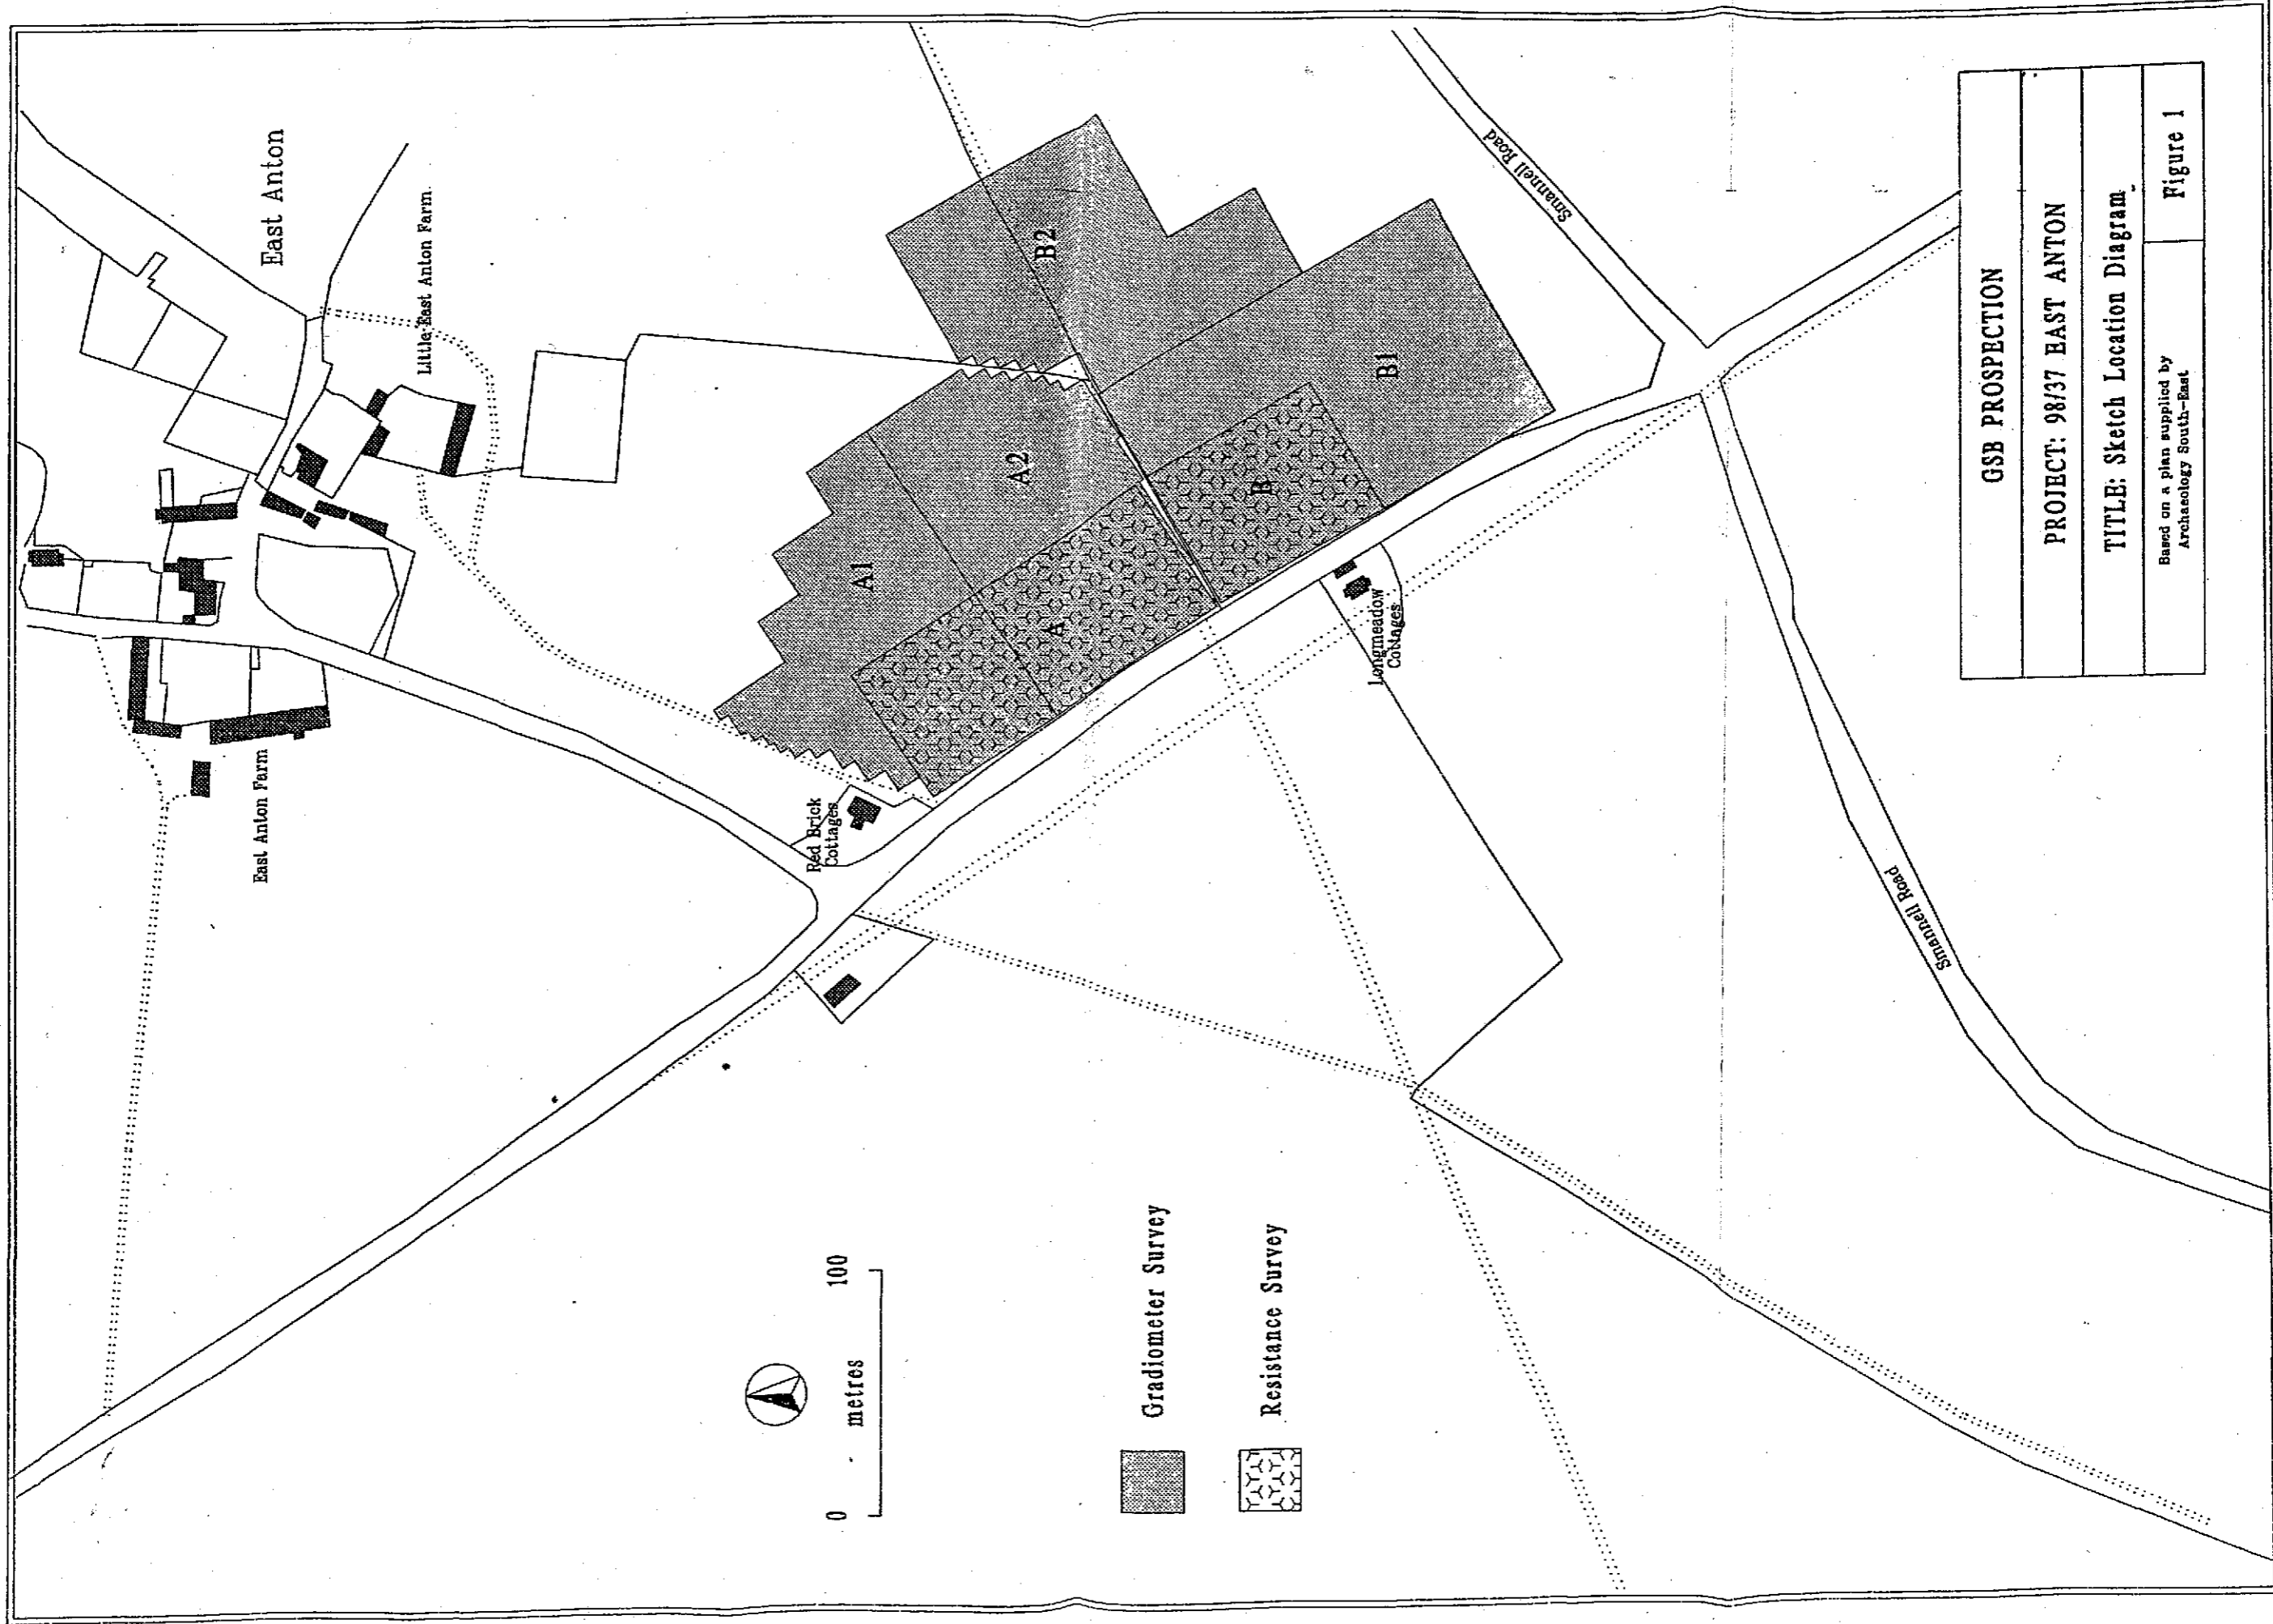 East Anton
Little East Anton Farm
East Anton Farm
Red Brick
Cottages
A1
A2
A
B2
B1
B
Longmeadow
Cottages
Smannell Road
Smannell Road
0 100
metres
Gradiometer Survey
Resistance Survey
GSB PROSPECTION
PROJECT: 98/37 EAST ANTON
TITLE: Sketch Location Diagram
Based on a plan supplied by
Archaeology South-East
Figure 1